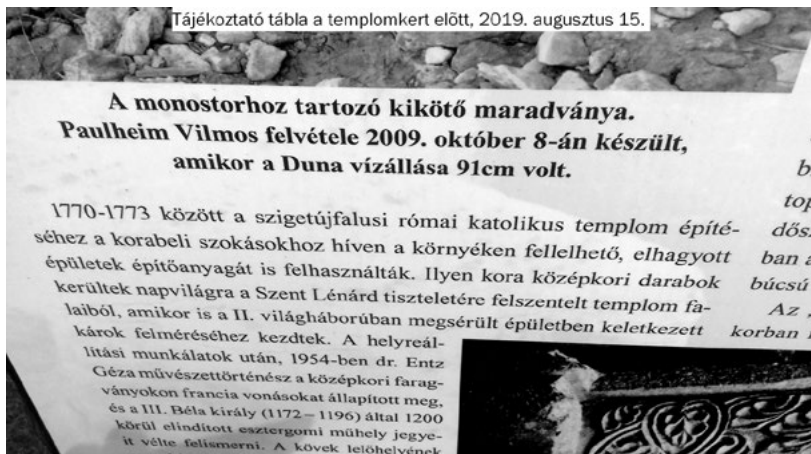 Tájékoztató tábla a templomkert előtt, 2019. augusztus 15.
A monostorhoz tartozó kikötő maradványa.
Paulheim Vilmos felvétele 2009. október 8-án készült,
amikor a Duna vízállása 91cm volt.
1770-1773 között a szigetújfalusi római katolikus templom építé-
séhez a korabeli szokásokhoz híven a környéken fellelhető, elhagyott
épületek építőanyagát is felhasználták. Ilyen kora középkori darabok
kerültek napvilágra a Szent Lénárd tiszteletére felszentelt templom fa-
laiból, amikor is a II. világháborúban megsérült épületben keletkezett
károk felméréséhez kezdtek. A helyreál-
lítási munkálatok után, 1954-ben dr. Entz
Géza művészettörténész a középkori farag-
ványokon francia vonásokat állapított meg,
és a III. Béla király (1172 – 1196) által 1200
körül elindított esztergomi műhely jegye-
it vélte felismerni. A kövek lelőhelyének
b
top
dős
ban a
búcsú
Az
korban